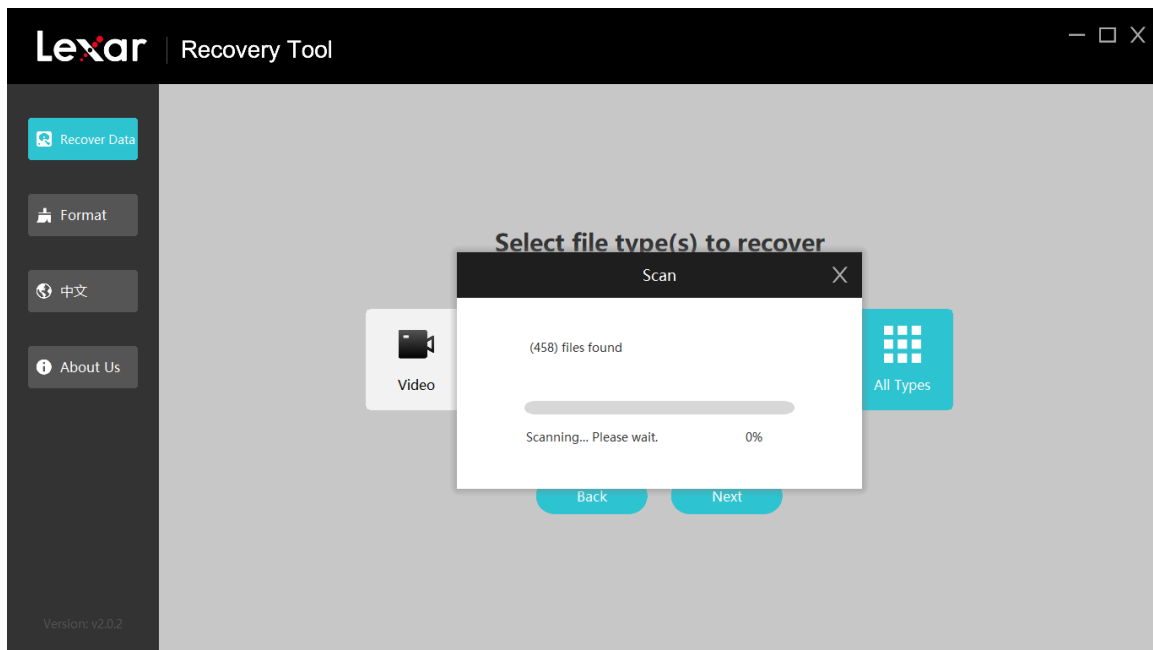 Lexar | Recovery Tool
Recover Data
Format
中文
About Us
Version: v2.0.2
Select file type(s) to recover
Video
All Types
Scan
(458) files found
Scanning... Please wait. 0%
Back Next